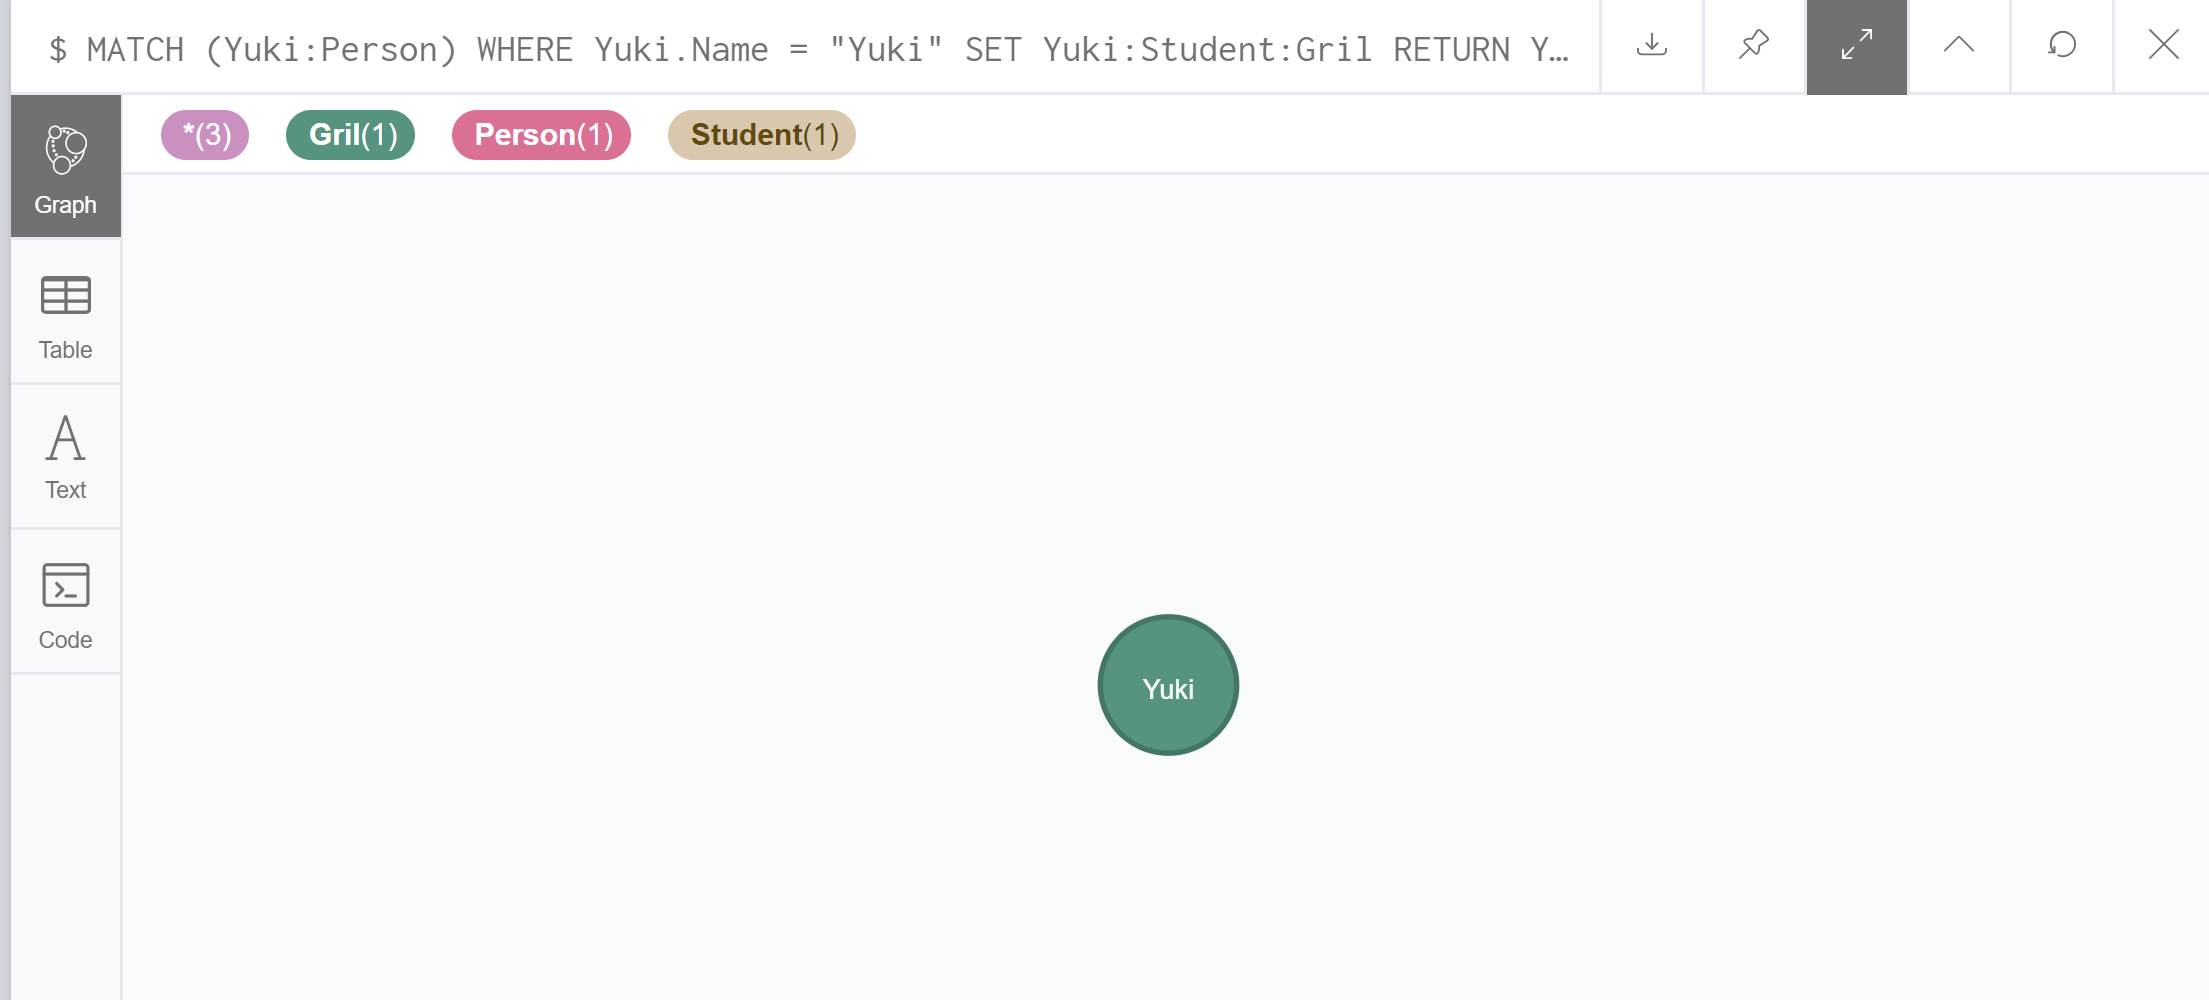 $ MATCH (Yuki:Person) WHERE Yuki.Name = "Yuki" SET Yuki:Student:Gril RETURN Y…
*(3) Gril(1) Person(1) Student(1)
Graph
Table
Text
Code
Yuki